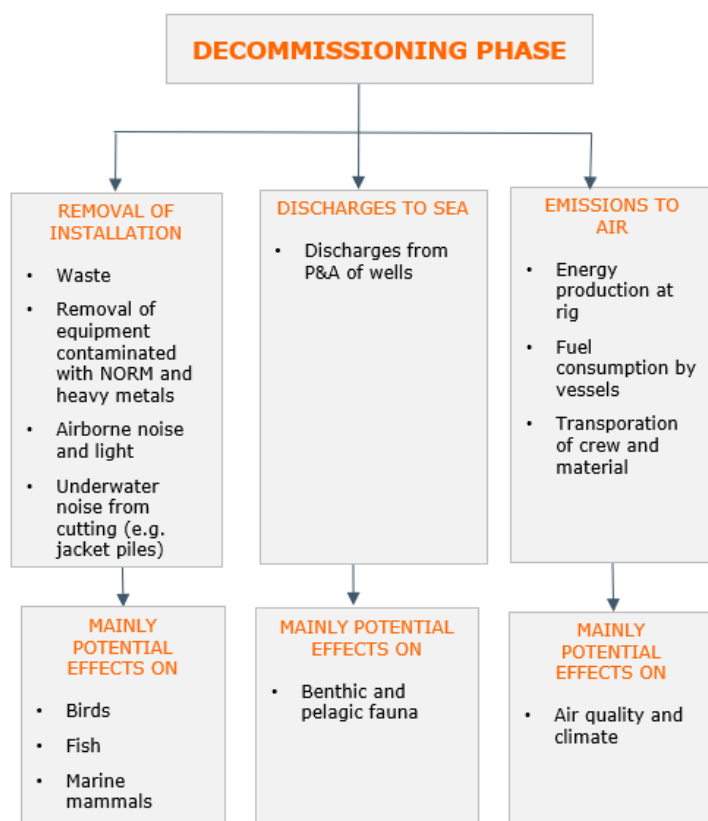 DECOMMISSIONING PHASE
REMOVAL OF
INSTALLATION
• Waste
• Removal of
equipment
contaminated
with NORM and
heavy metals
• Airborne noise
and light
• Underwater
noise from
cutting (e.g.
jacket piles)
DISCHARGES TO SEA
• Discharges from
P&A of wells
EMISSIONS TO
AIR
• Energy
production at
rig
• Fuel
consumption by
vessels
• Transporation
of crew and
material
MAINLY
POTENTIAL
EFFECTS ON
• Birds
• Fish
• Marine
mammals
MAINLY POTENTIAL
EFFECTS ON
• Benthic and
pelagic fauna
MAINLY
POTENTIAL
EFFECTS ON
• Air quality and
climate